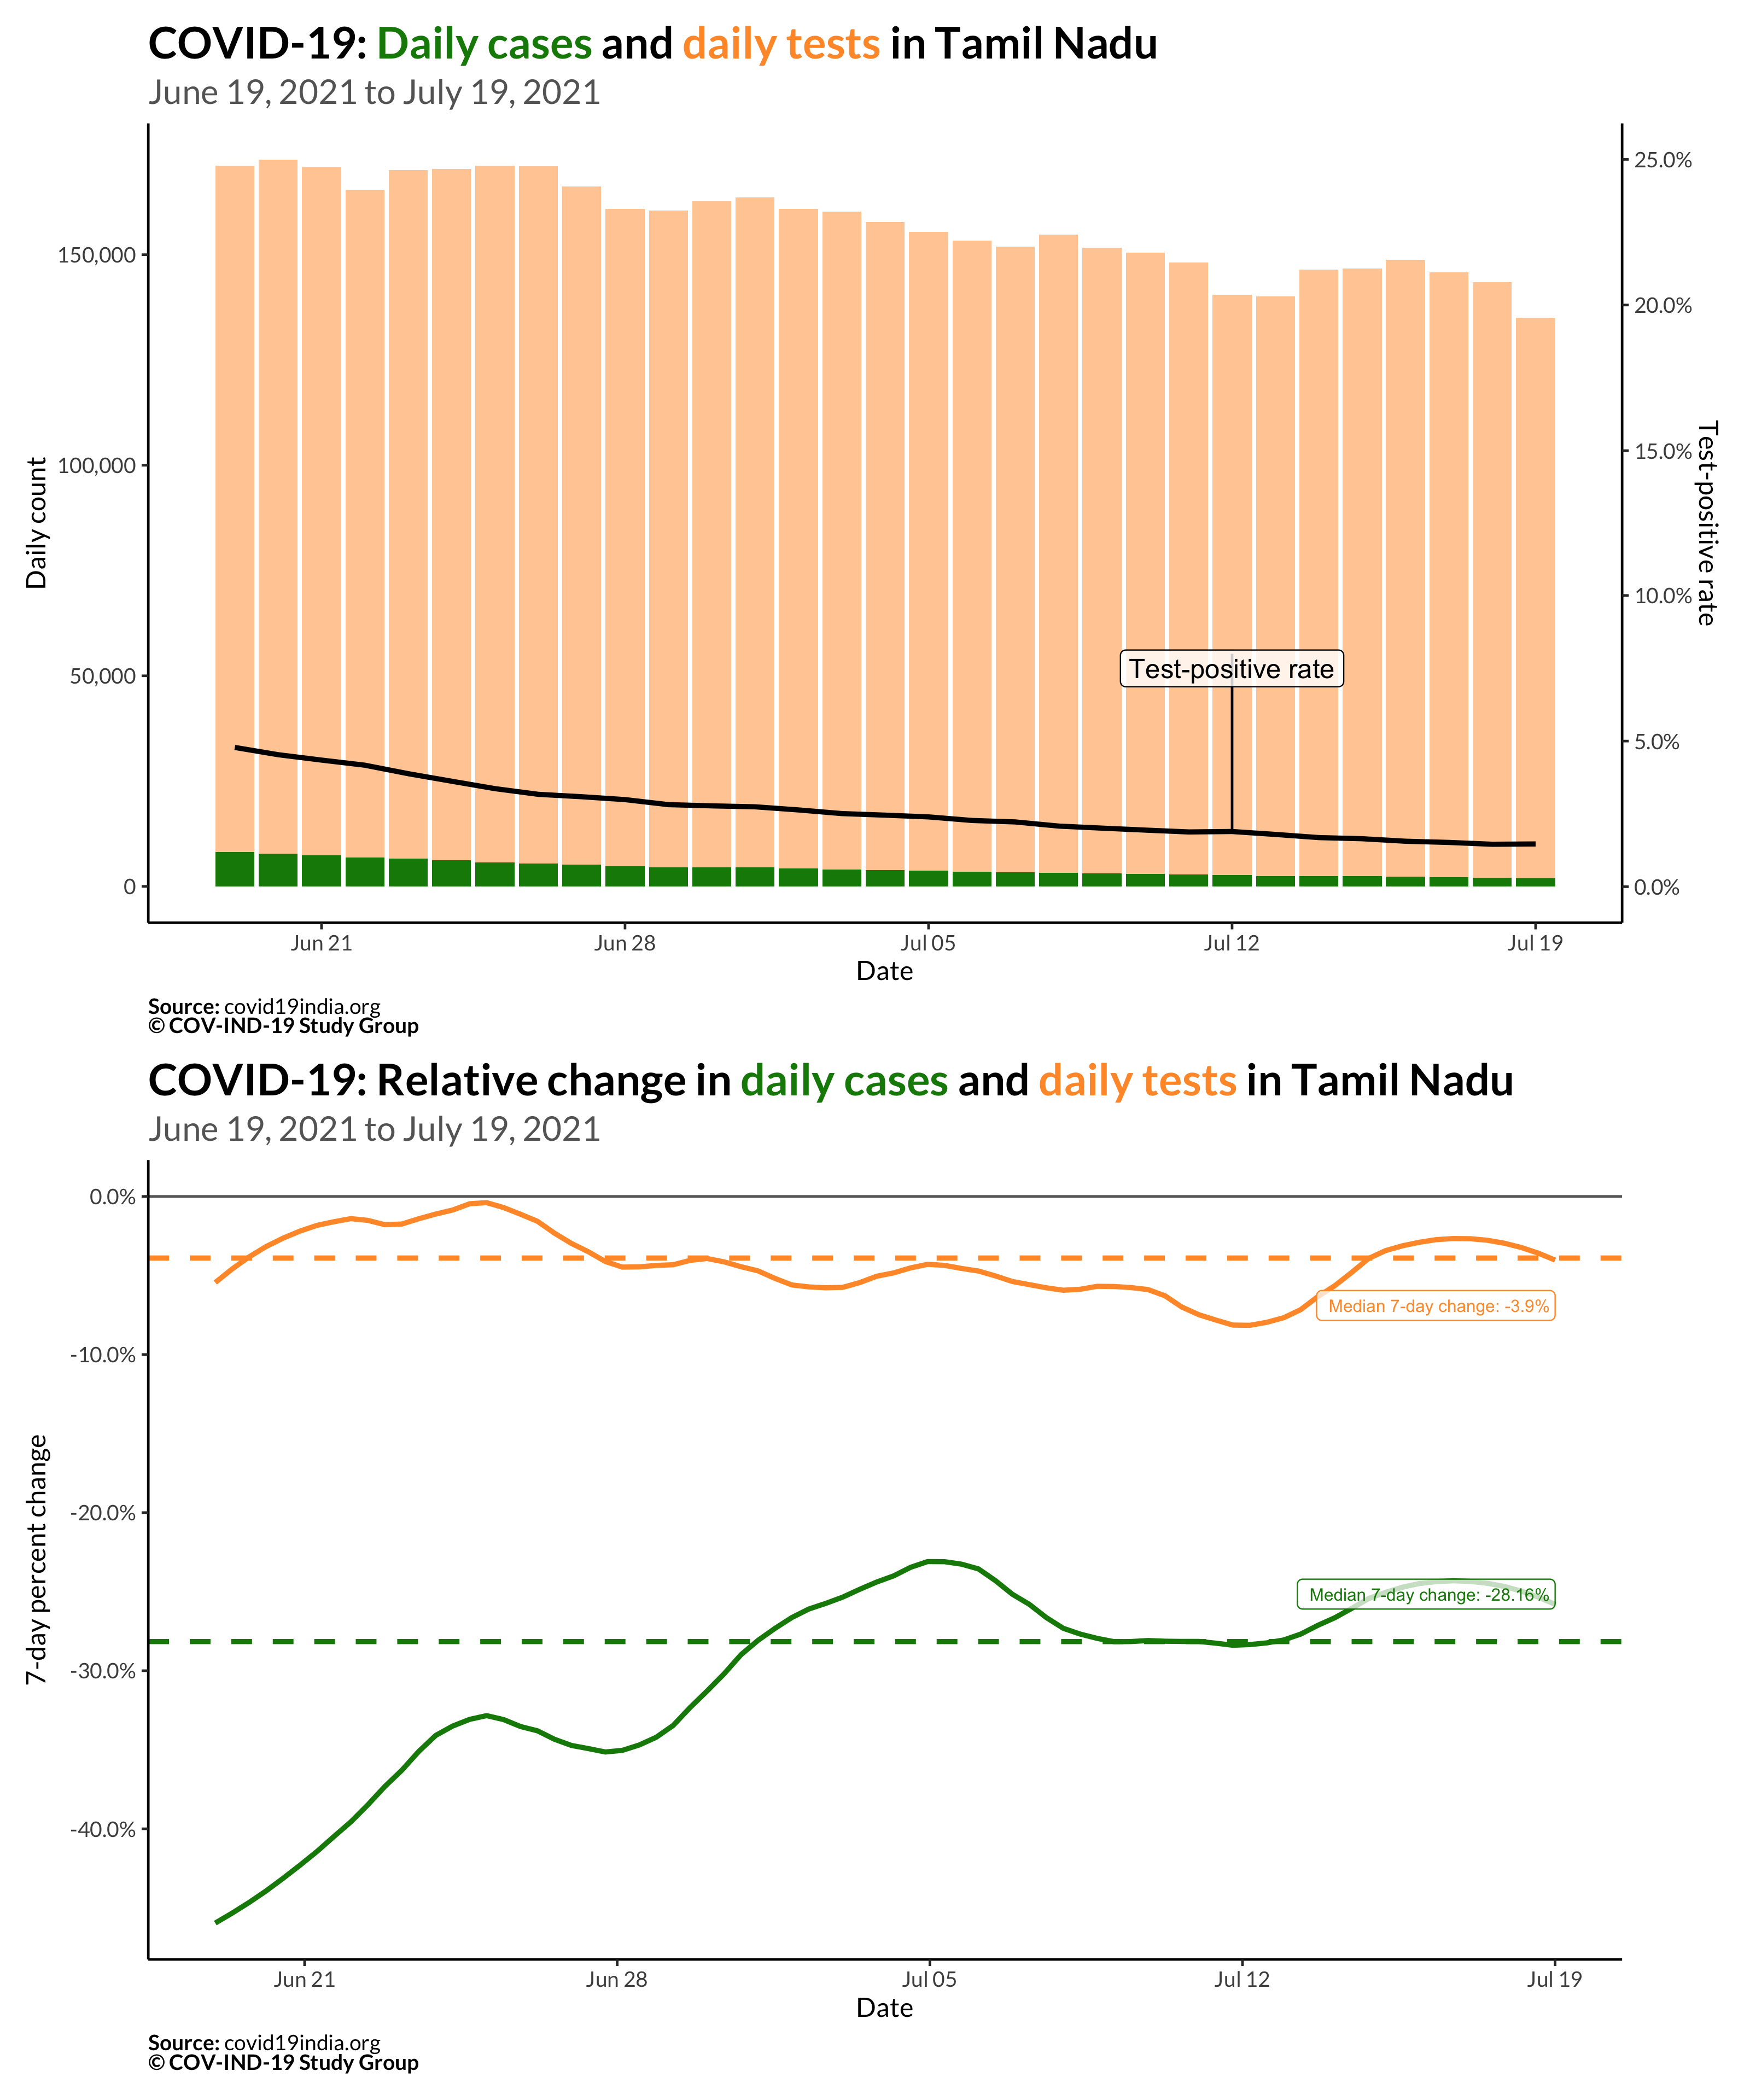 COVID-19: Daily cases and daily tests in Tamil Nadu
June 19, 2021 to July 19, 2021
Daily count
150,000
100,000
50,000
0
25.0%
20.0%
15.0%
10.0%
5.0%
0.0%
Test-positive rate
Test-positive rate
Jun 21
Jun 28
Jul 05
Jul 12
Jul 19
Date
Source: covid19india.org
© COV-IND-19 Study Group
COVID-19: Relative change in daily cases and daily tests in Tamil Nadu
June 19, 2021 to July 19, 2021
7-day percent change
0.0%
-10.0%
-20.0%
-30.0%
-40.0%
Median 7-day change: -3.9%
Median 7-day change: -28.16%
Jun 21
Jun 28
Jul 05
Jul 12
Jul 19
Date
Source: covid19india.org
© COV-IND-19 Study Group